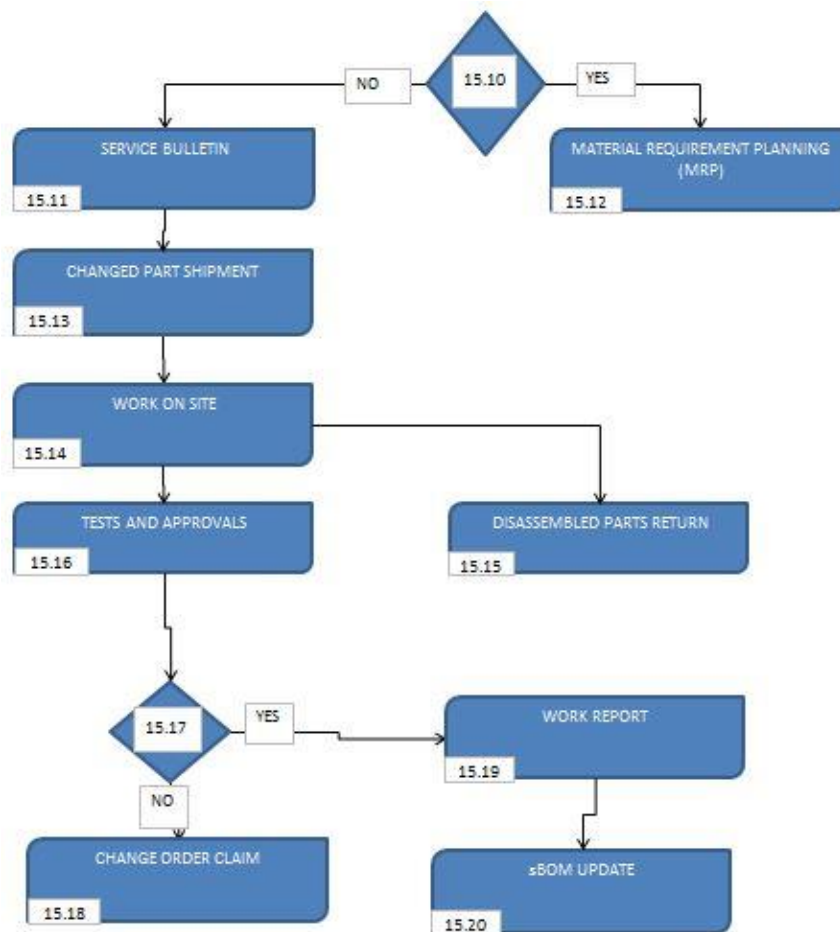 15.10
NO
YES
SERVICE BULLETIN
15.11
MATERIAL REQUIREMENT PLANNING
(MRP)
15.12
CHANGED PART SHIPMENT
15.13
WORK ON SITE
15.14
TESTS AND APPROVALS
15.16
DISASSEMBLED PARTS RETURN
15.15
15.17
YES
NO
WORK REPORT
15.19
CHANGE ORDER CLAIM
15.18
sBOM UPDATE
15.20